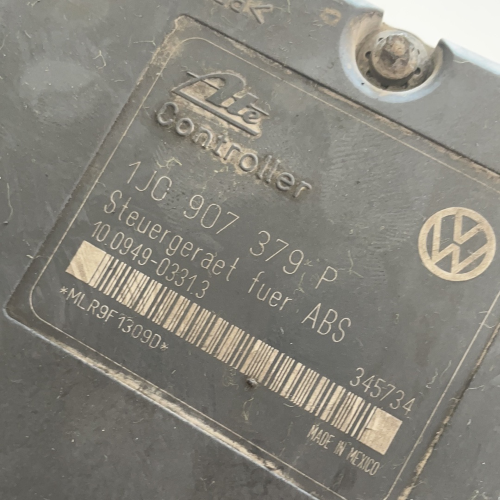 Ate
Controller
1J0 907 379 P
Steuergeraet fuer ABS
10.0949-0331.3
345734
*MLR9F13090*
MADE IN MEXICO